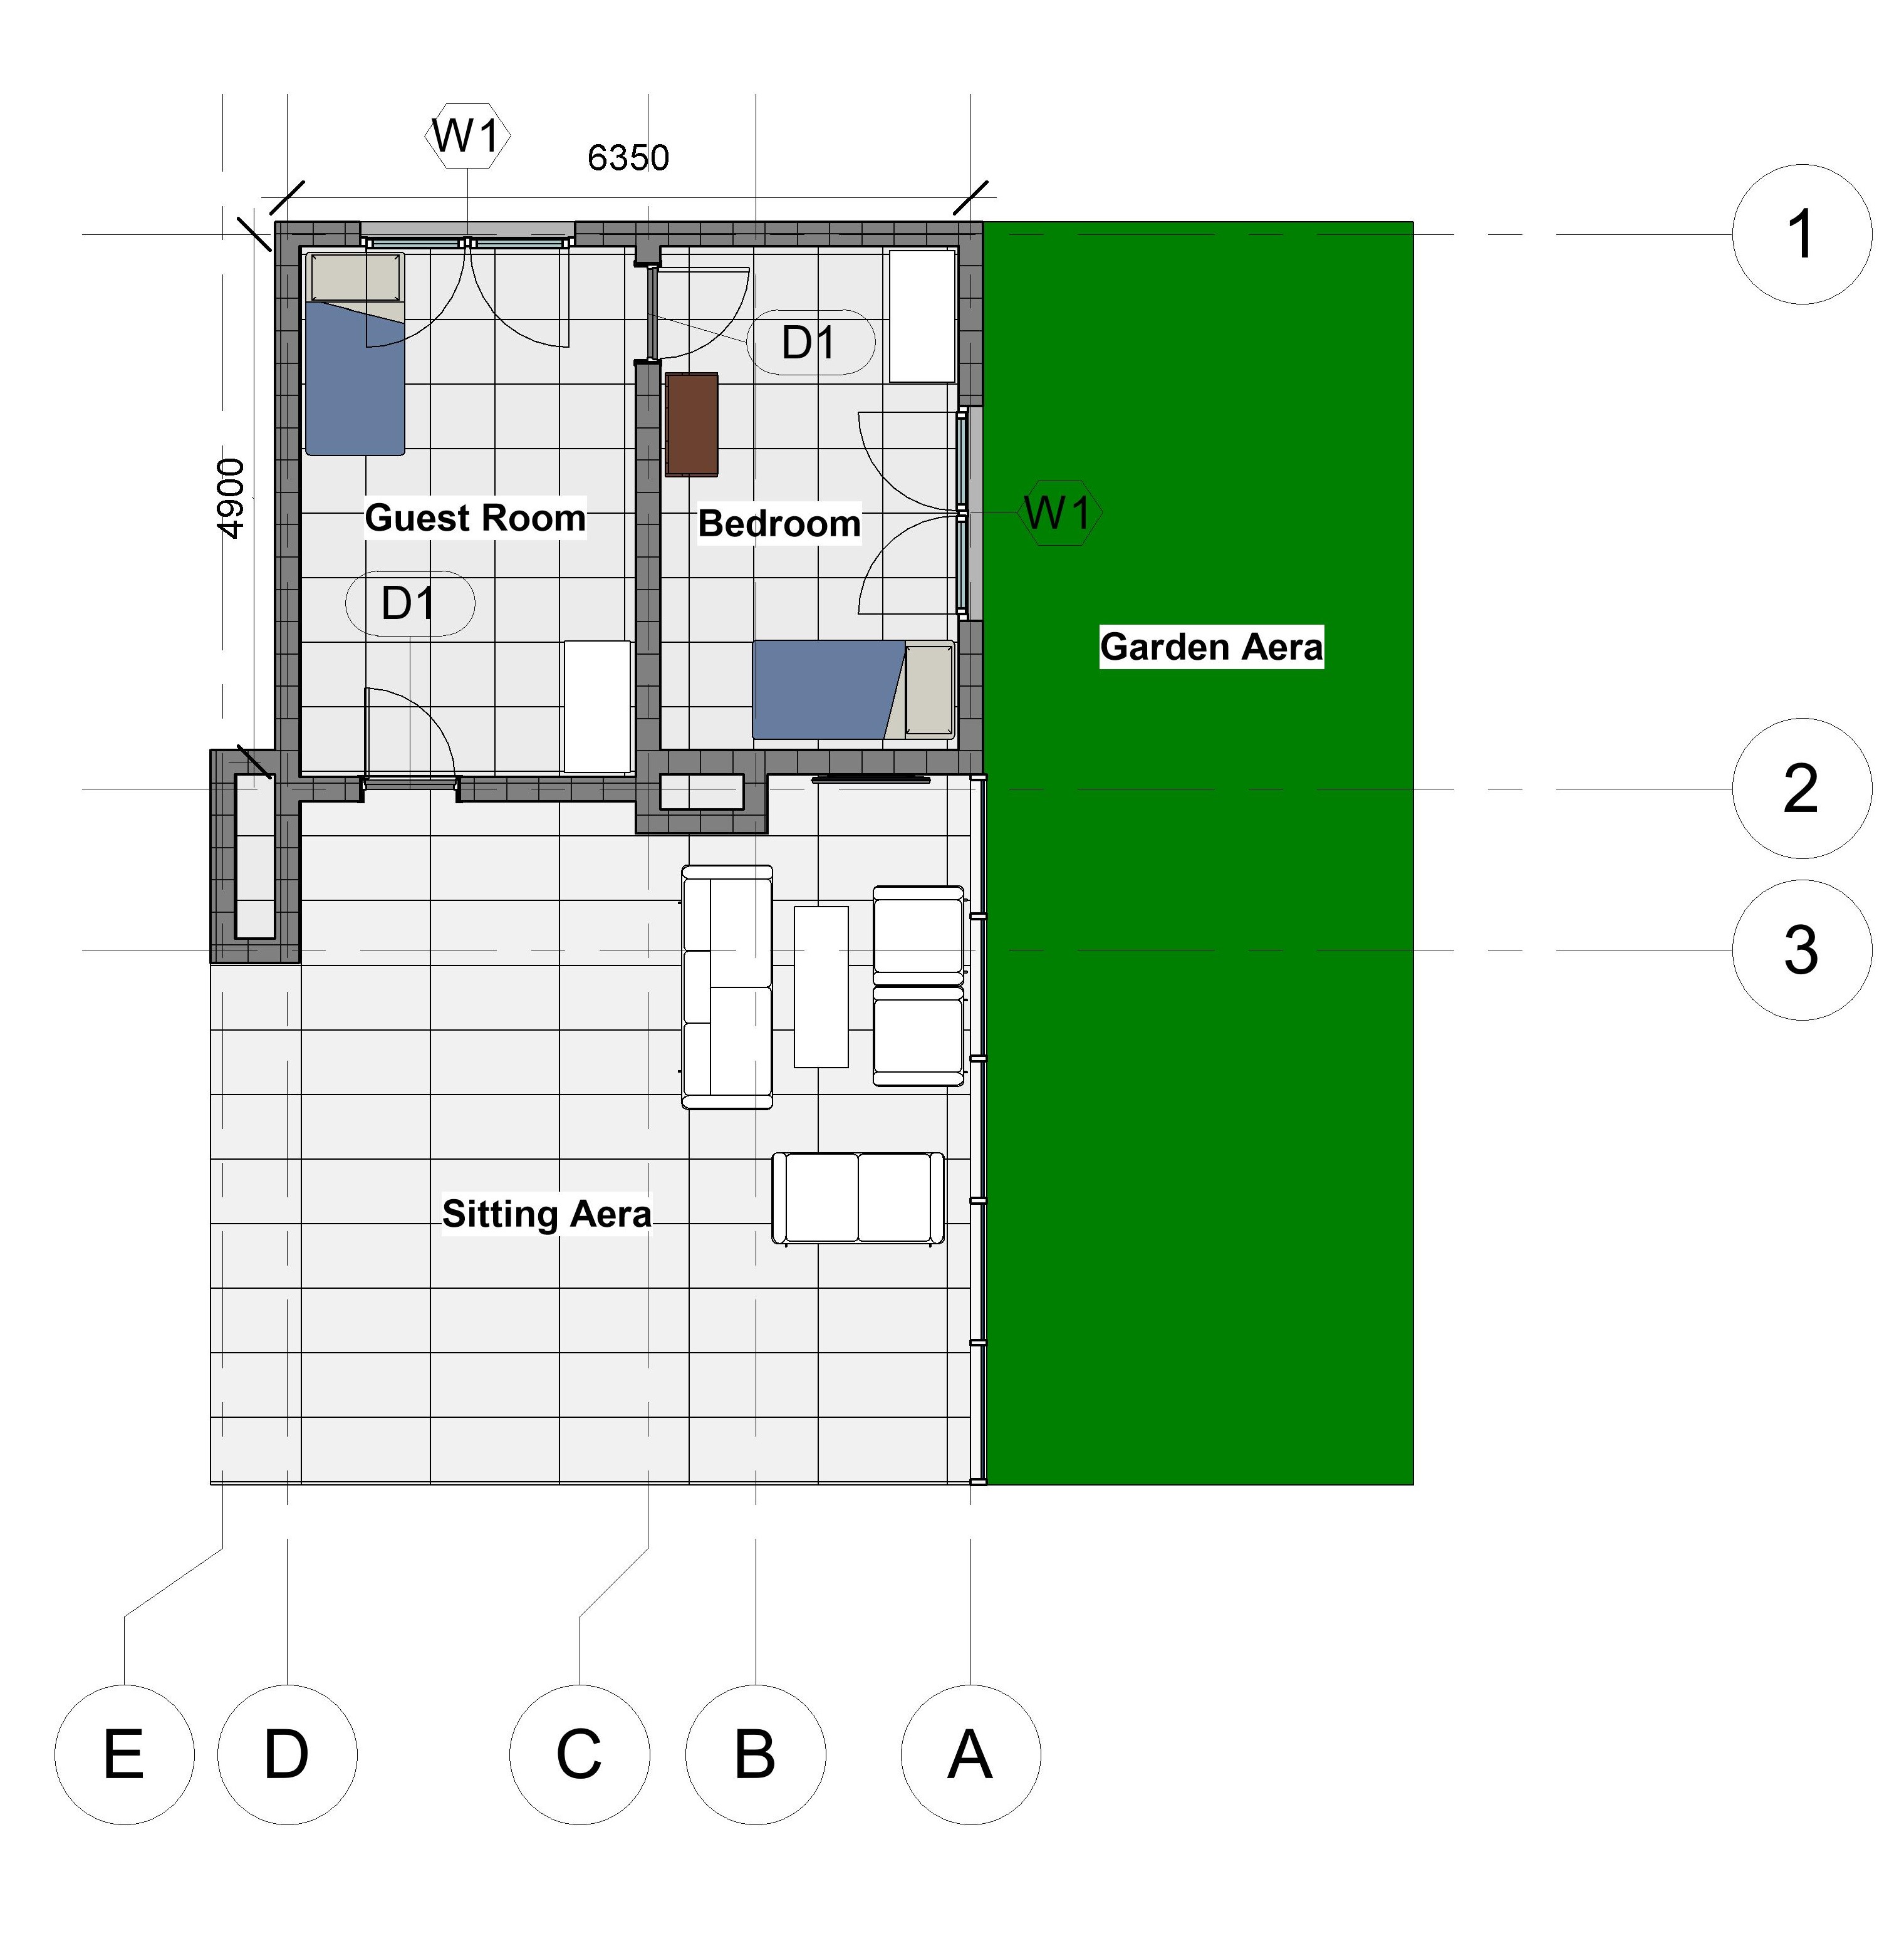 W1
6350
1
D1
4900
Guest Room
Bedroom
W1
D1
Garden Aera
2
3
Sitting Aera
E
D
C
B
A